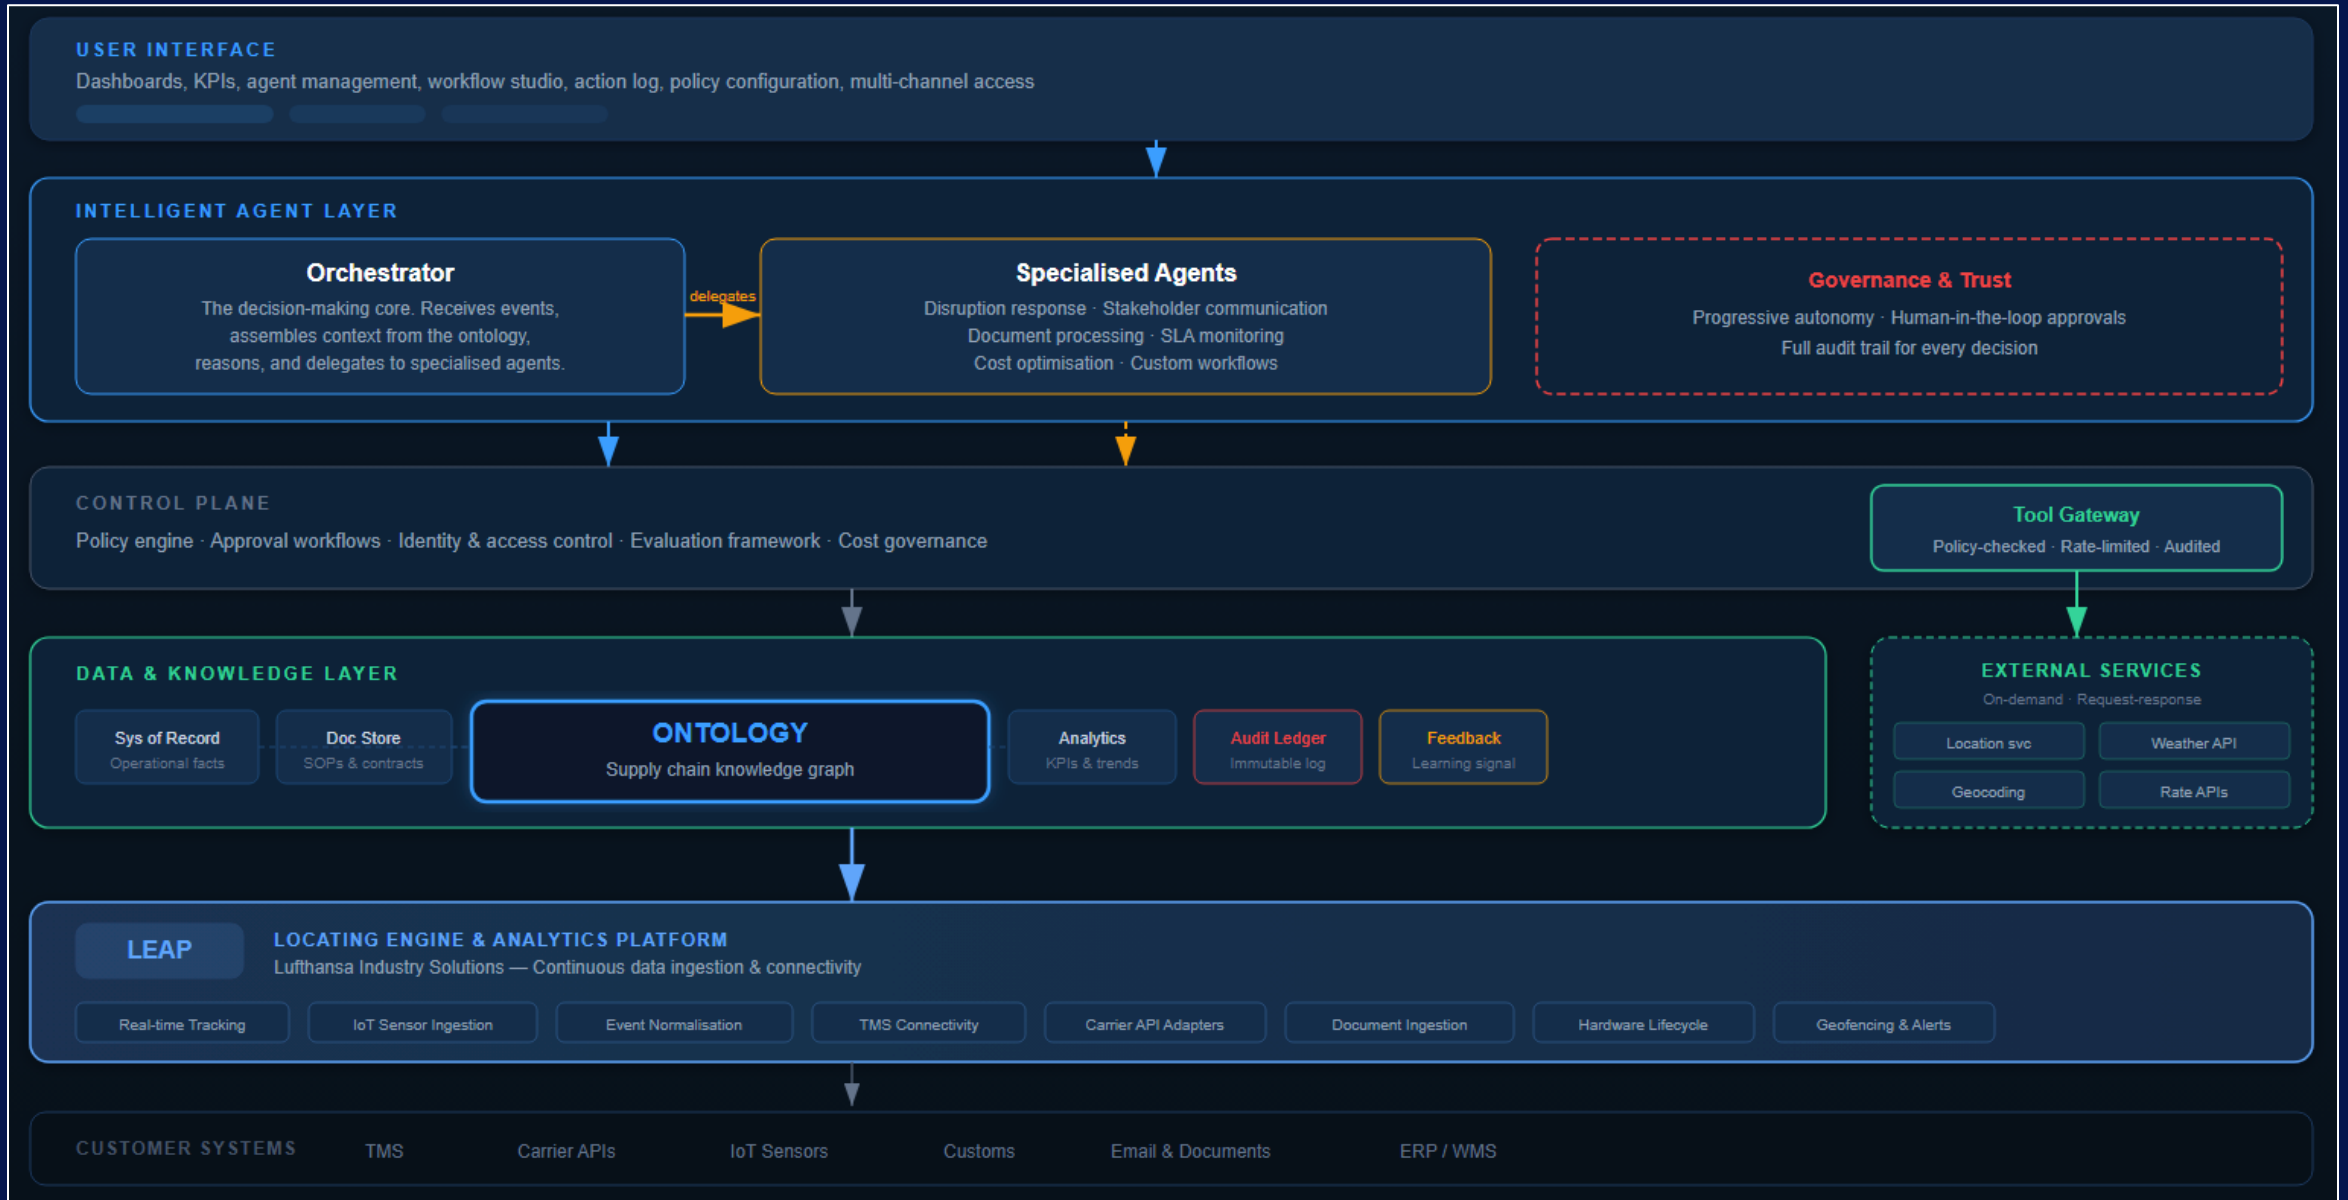 USER INTERFACE
Dashboards, KPIs, agent management, workflow studio, action log, policy configuration, multi-channel access
INTELLIGENT AGENT LAYER
Orchestrator
The decision-making core. Receives events,
assembles context from the ontology,
reasons, and delegates to specialised agents.
delegates
Specialised Agents
Disruption response · Stakeholder communication
Document processing · SLA monitoring
Cost optimisation · Custom workflows
Governance & Trust
Progressive autonomy · Human-in-the-loop approvals
Full audit trail for every decision
CONTROL PLANE
Policy engine · Approval workflows · Identity & access control · Evaluation framework · Cost governance
Tool Gateway
Policy-checked · Rate-limited · Audited
DATA & KNOWLEDGE LAYER
Sys of Record
Operational facts
Doc Store
SOPs & contracts
ONTOLOGY
Supply chain knowledge graph
Analytics
KPIs & trends
Audit Ledger
Immutable log
Feedback
Learning signal
EXTERNAL SERVICES
On-demand · Request-response
Location svc
Weather API
Geocoding
Rate APIs
LEAP
LOCATING ENGINE & ANALYTICS PLATFORM
Lufthansa Industry Solutions — Continuous data ingestion & connectivity
Real-time Tracking
IoT Sensor Ingestion
Event Normalisation
TMS Connectivity
Carrier API Adapters
Document Ingestion
Hardware Lifecycle
Geofencing & Alerts
CUSTOMER SYSTEMS
TMS
Carrier APIs
IoT Sensors
Customs
Email & Documents
ERP / WMS